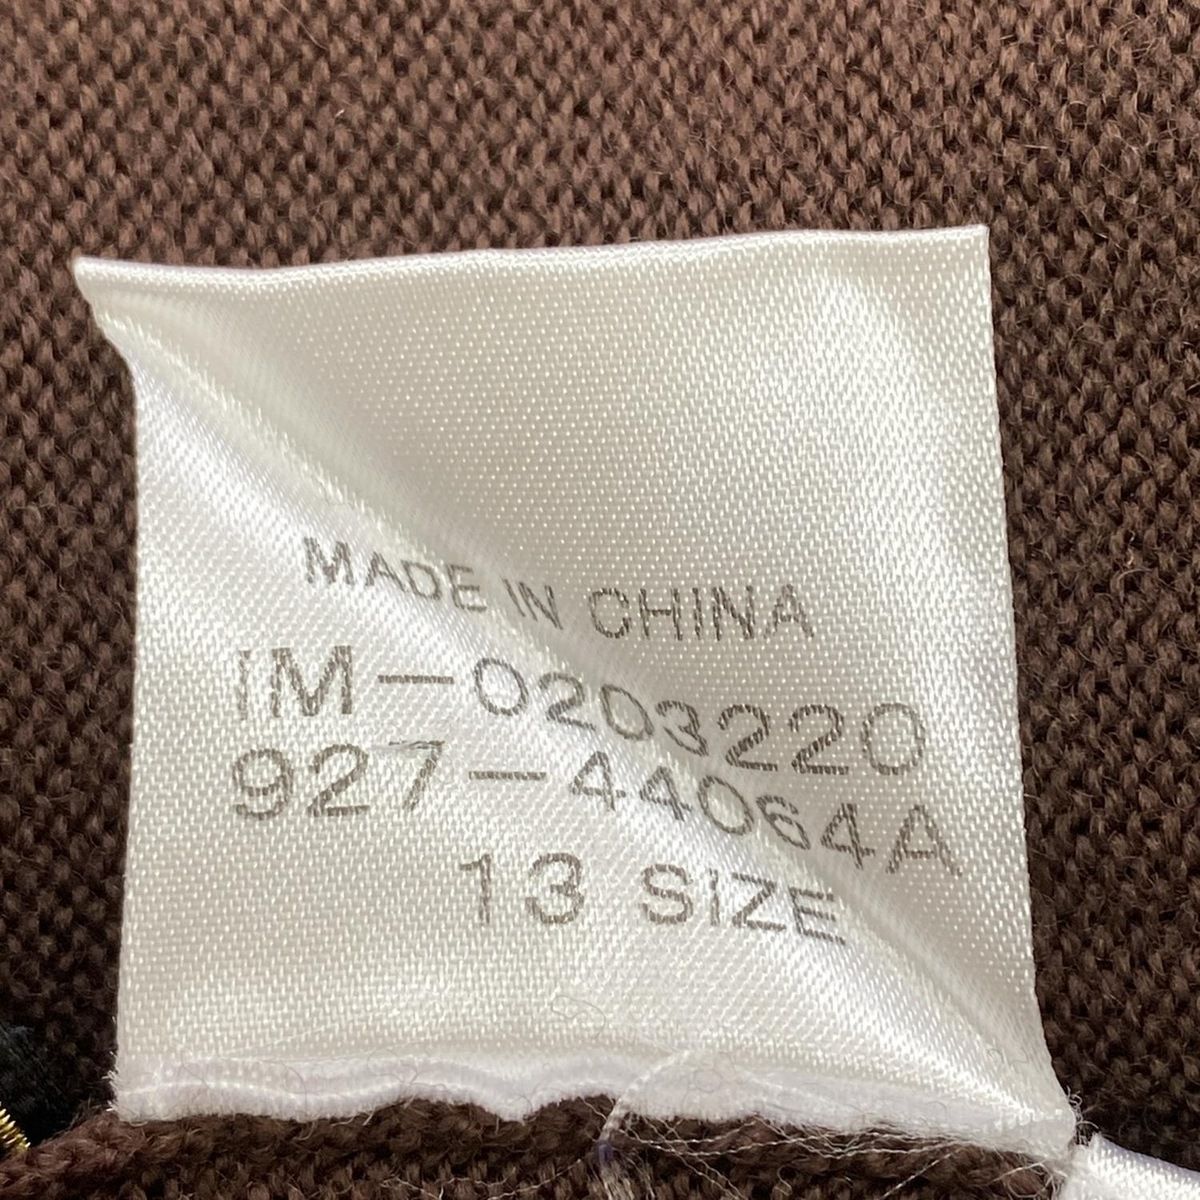 MADE IN CHINA
IM-0203220
927-44064A
13 SIZE